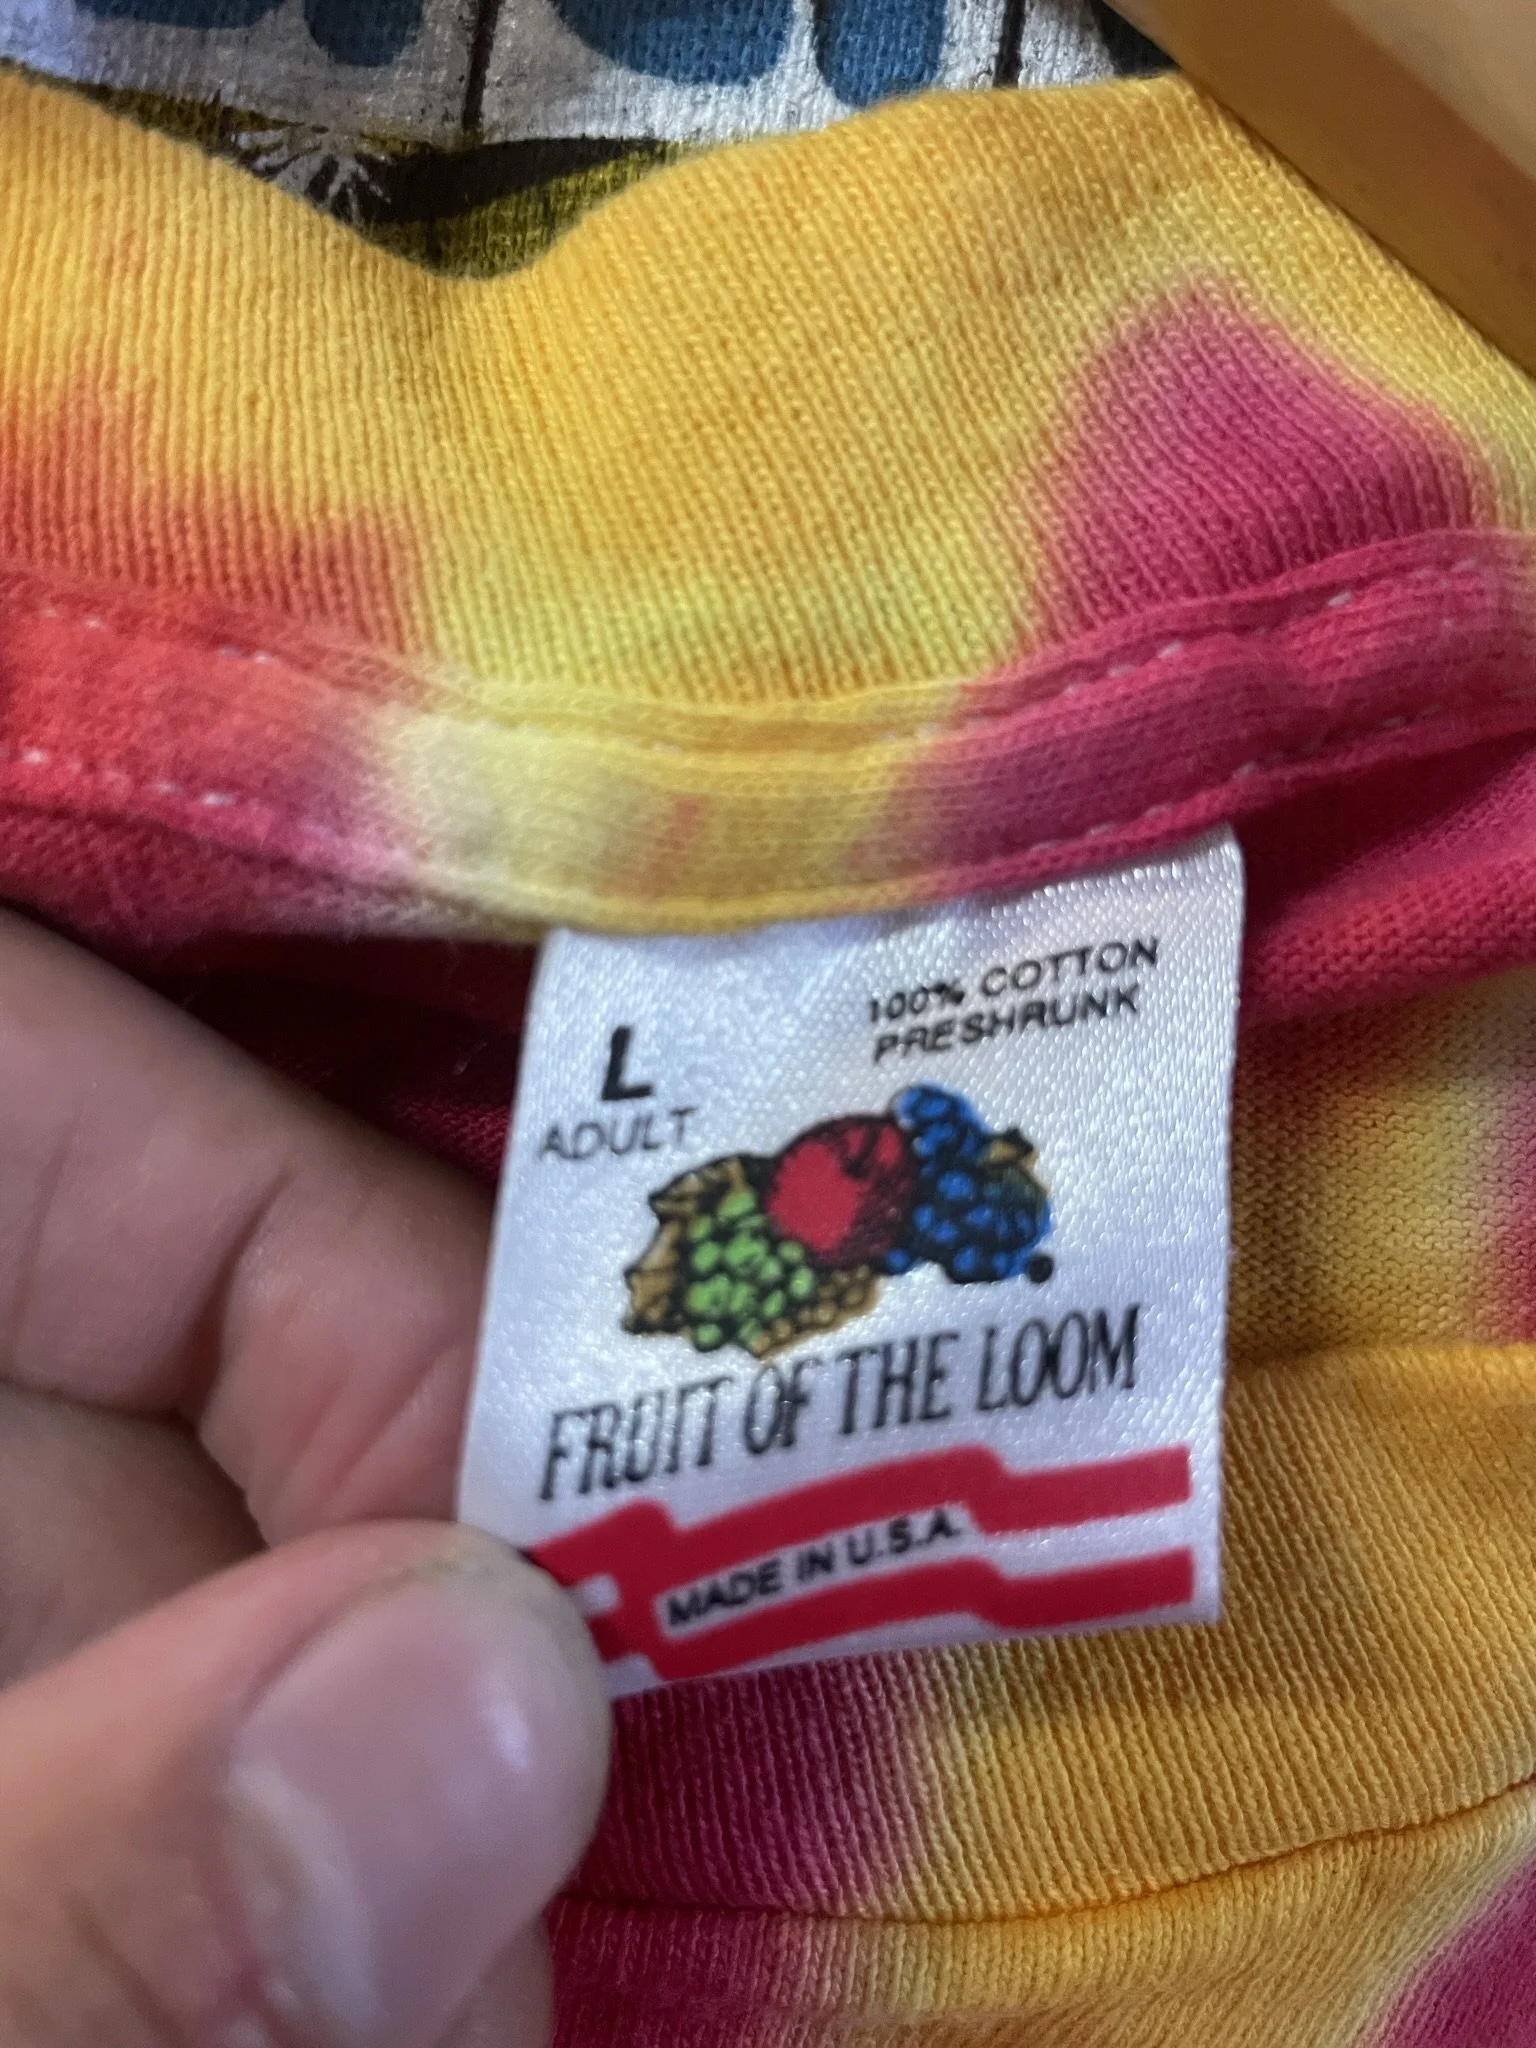 L
ADULT
100% COTTON
PRESHRUNK
FRUIT OF THE LOOM
MADE IN U.S.A.